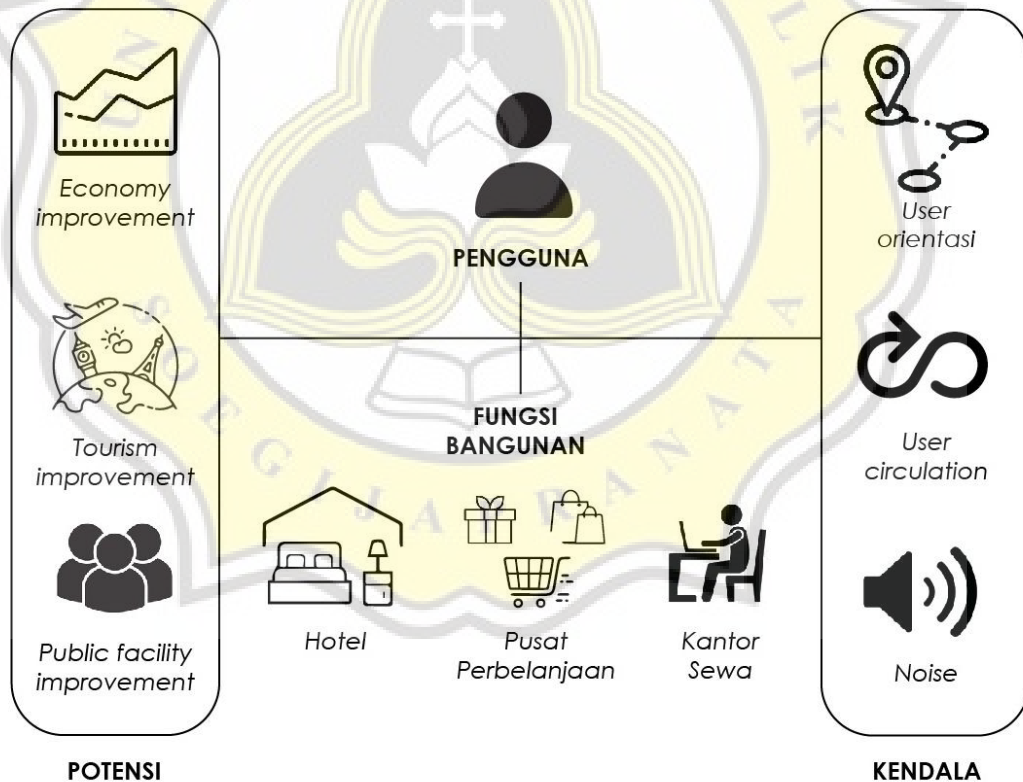 Economy
improvement
Tourism
improvement
Public facility
improvement
POTENSI
PENGGUNA
FUNGSI
BANGUNAN
Hotel
Pusat
Perbelanjaan
Kantor
Sewa
User
orientasi
User
circulation
Noise
KENDALA
SOEGIJAPRANATA